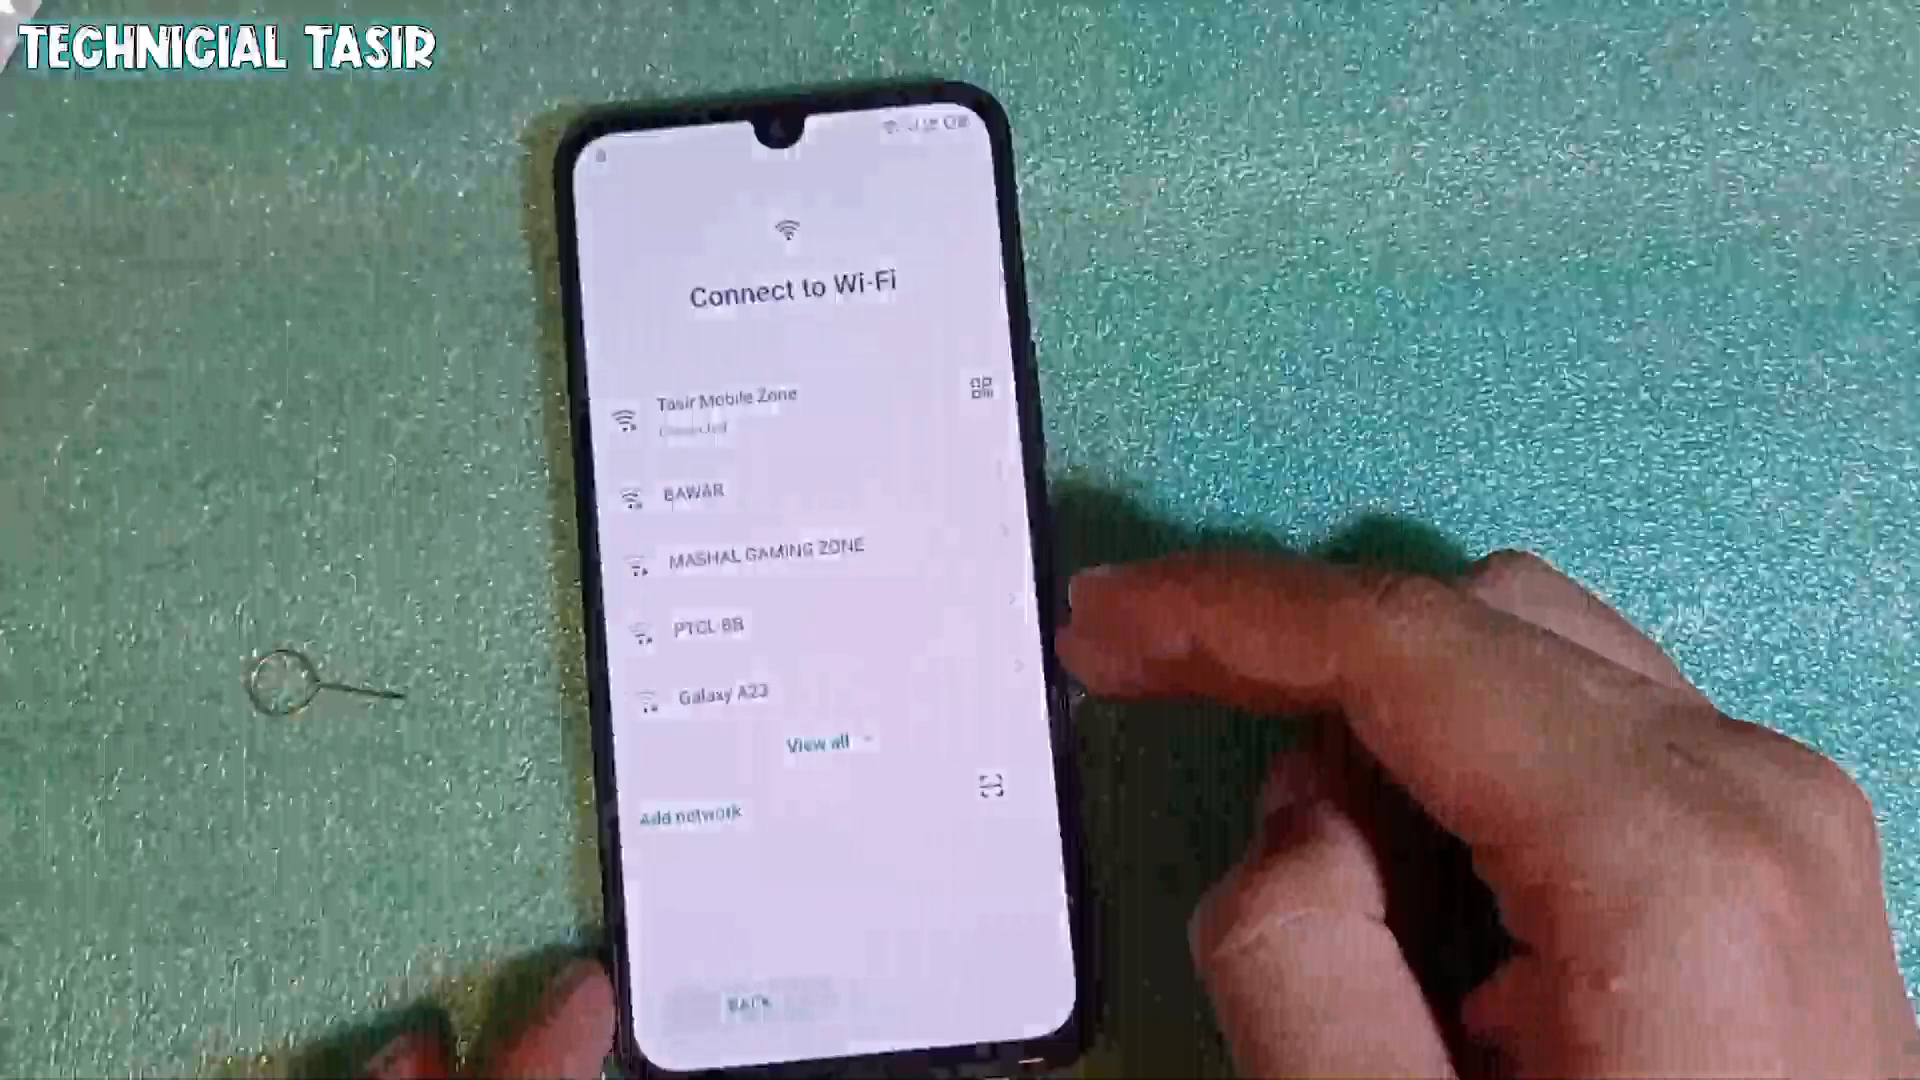 TECHNICIAL TASIR
Connect to Wi-Fi
Tasir Mobile Zone
Connected
BAWAR
MASHAL GAMING ZONE
PTCL-BB
Galaxy A23
View all
Add network
BACK